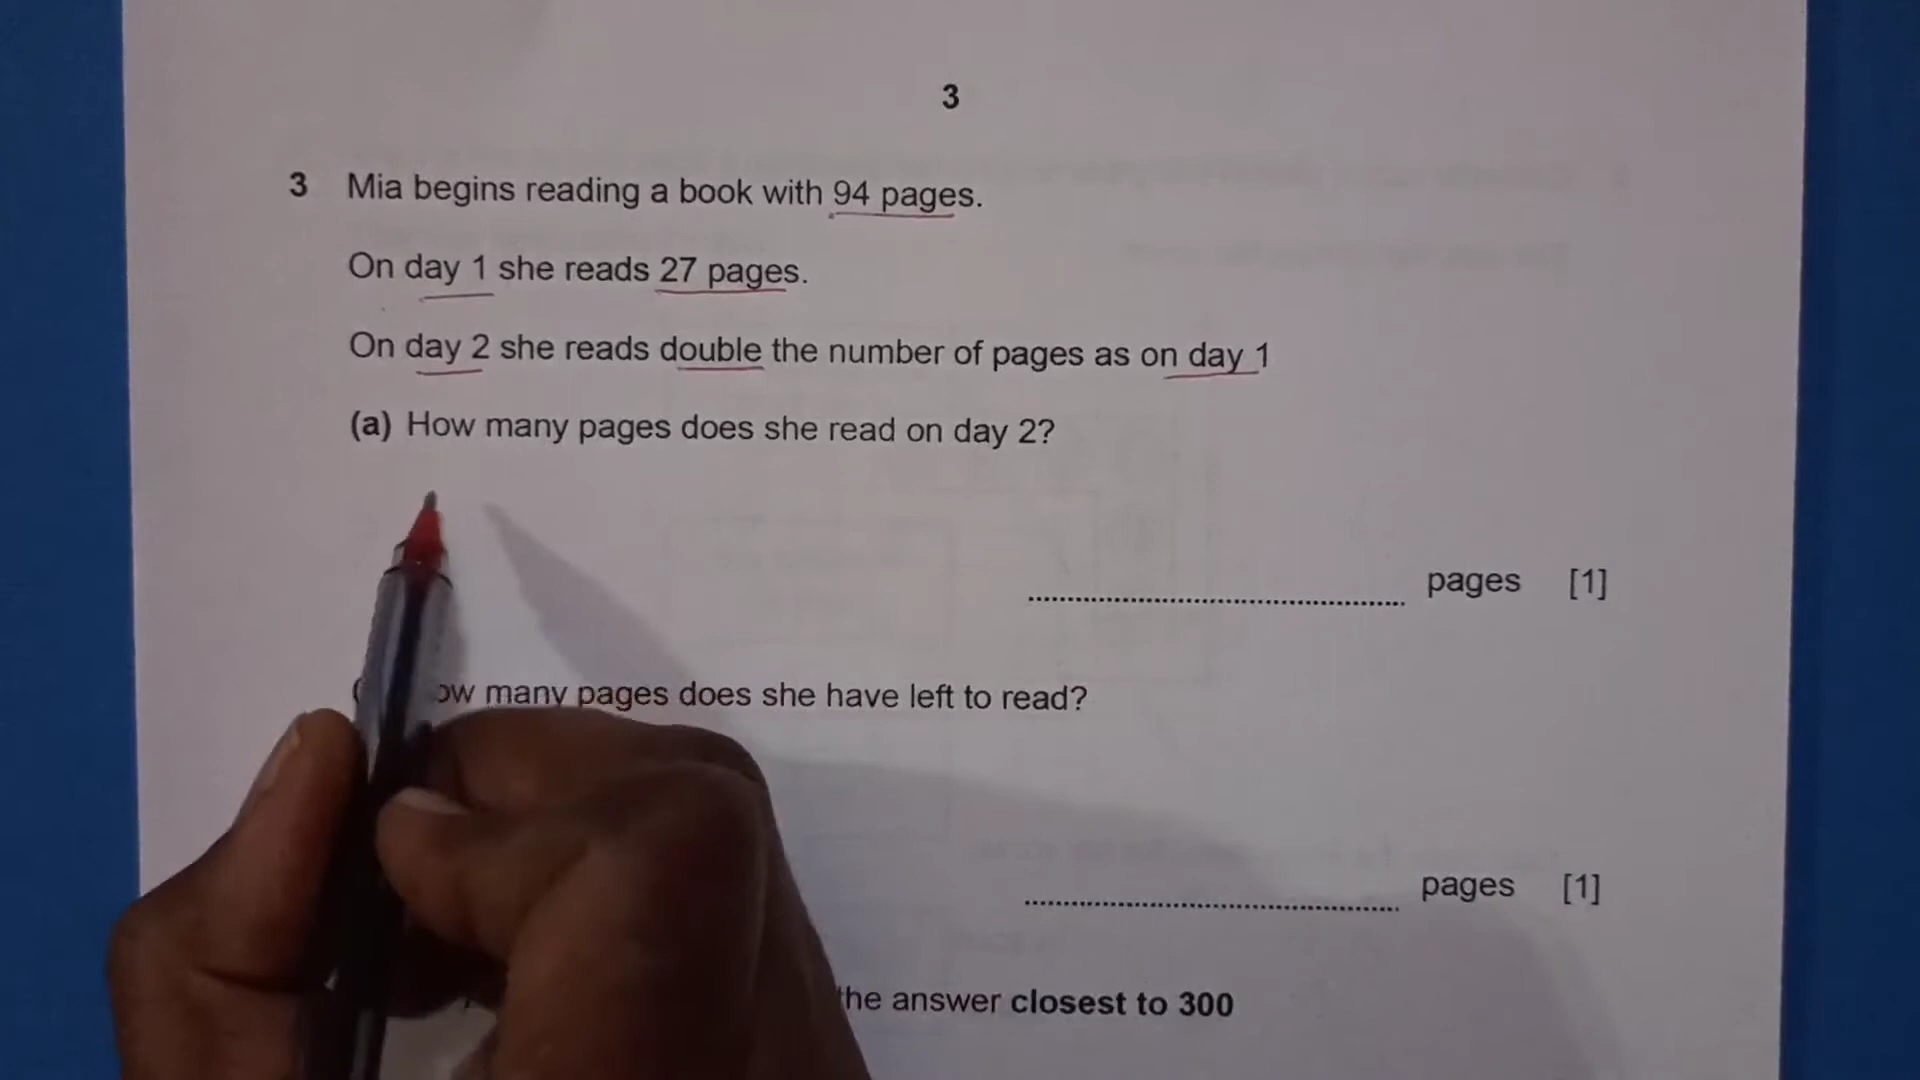 3
3 Mia begins reading a book with 94 pages.
On day 1 she reads 27 pages.
On day 2 she reads double the number of pages as on day 1
(a) How many pages does she read on day 2?
pages [1]
many pages does she have left to read?
pages [1]
the answer closest to 300